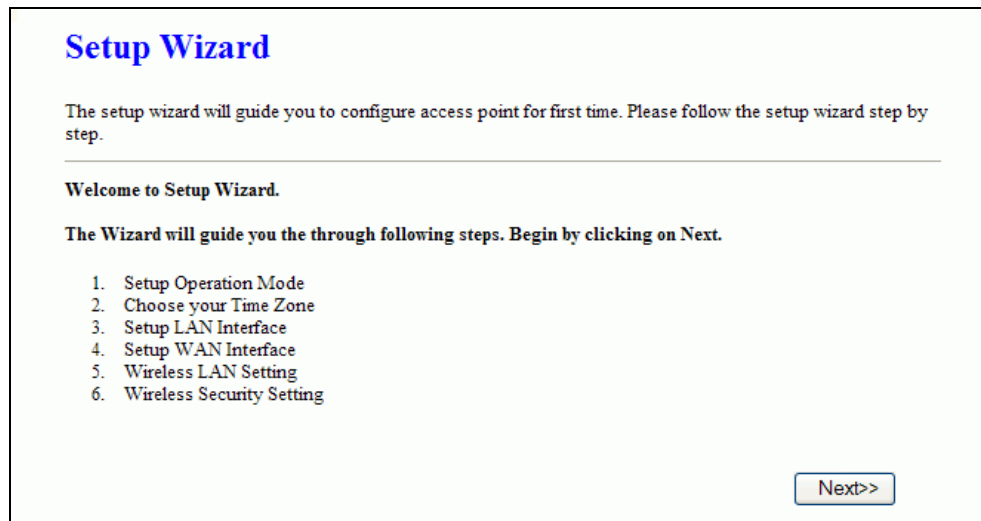 Setup Wizard
The setup wizard will guide you to configure access point for first time. Please follow the setup wizard step by
step.
Welcome to Setup Wizard.
The Wizard will guide you the through following steps. Begin by clicking on Next.
1. Setup Operation Mode
2. Choose your Time Zone
3. Setup LAN Interface
4. Setup WAN Interface
5. Wireless LAN Setting
6. Wireless Security Setting
Next>>